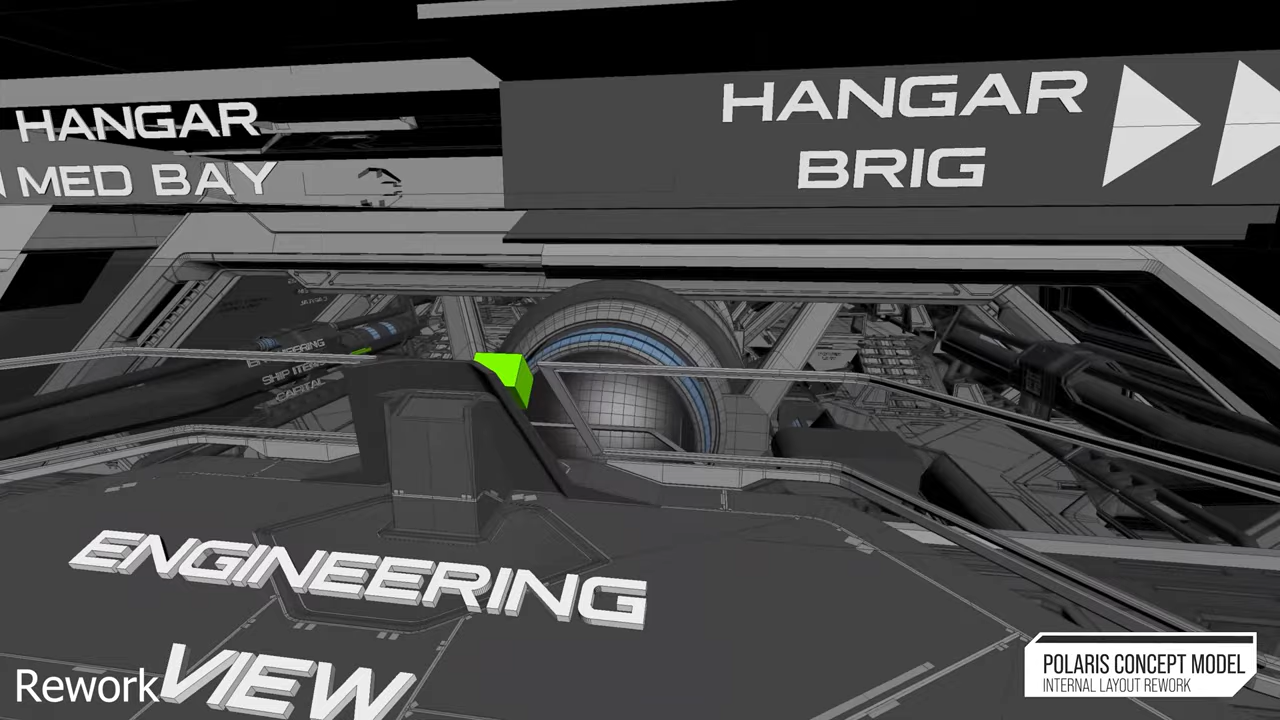 HANGAR
MED BAY
HANGAR
BRIG
ENGINEERING
SHIP ITEMS
CAPITAL
ENGINEERING
VIEW
Rework
POLARIS CONCEPT MODEL
INTERNAL LAYOUT REWORK